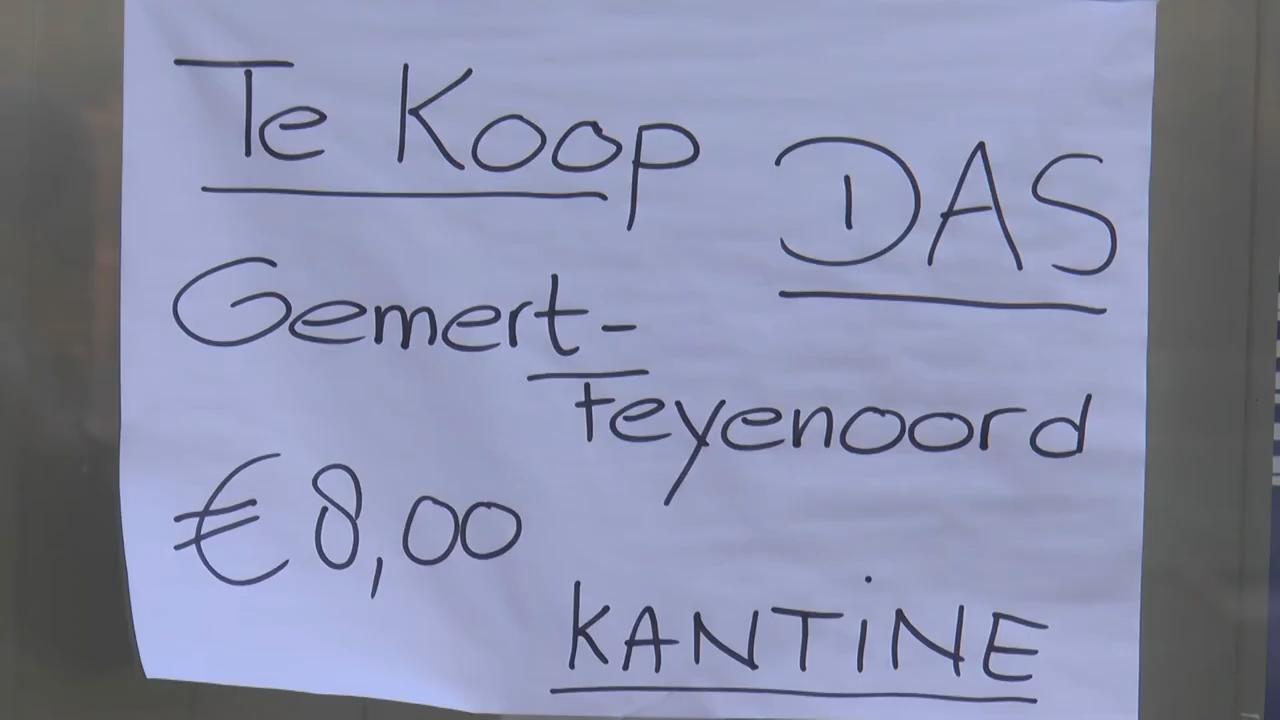 Te Koop DAS
Gemert-
feyenoord
€ 8,00
KANTiNE